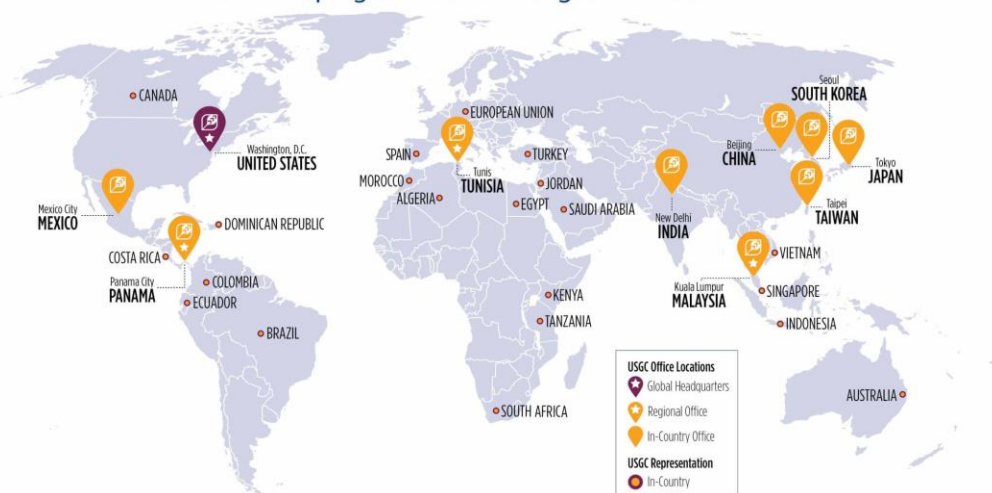 CANADA
Washington, D.C.
UNITED STATES
Mexico City
MEXICO
DOMINICAN REPUBLIC
COSTA RICA
Panama City
PANAMA
COLOMBIA
ECUADOR
BRAZIL
EUROPEAN UNION
SPAIN
TURKEY
Tunis
TUNISIA
MOROCCO
ALGERIA
JORDAN
EGYPT
SAUDI ARABIA
KENYA
TANZANIA
SOUTH AFRICA
Seoul
SOUTH KOREA
Beijing
CHINA
Tokyo
JAPAN
Taipei
TAIWAN
New Delhi
INDIA
VIETNAM
Kuala Lumpur
MALAYSIA
SINGAPORE
INDONESIA
AUSTRALIA
USGC Office Locations
Global Headquarters
Regional Office
In-Country Office
USGC Representation
In-Country